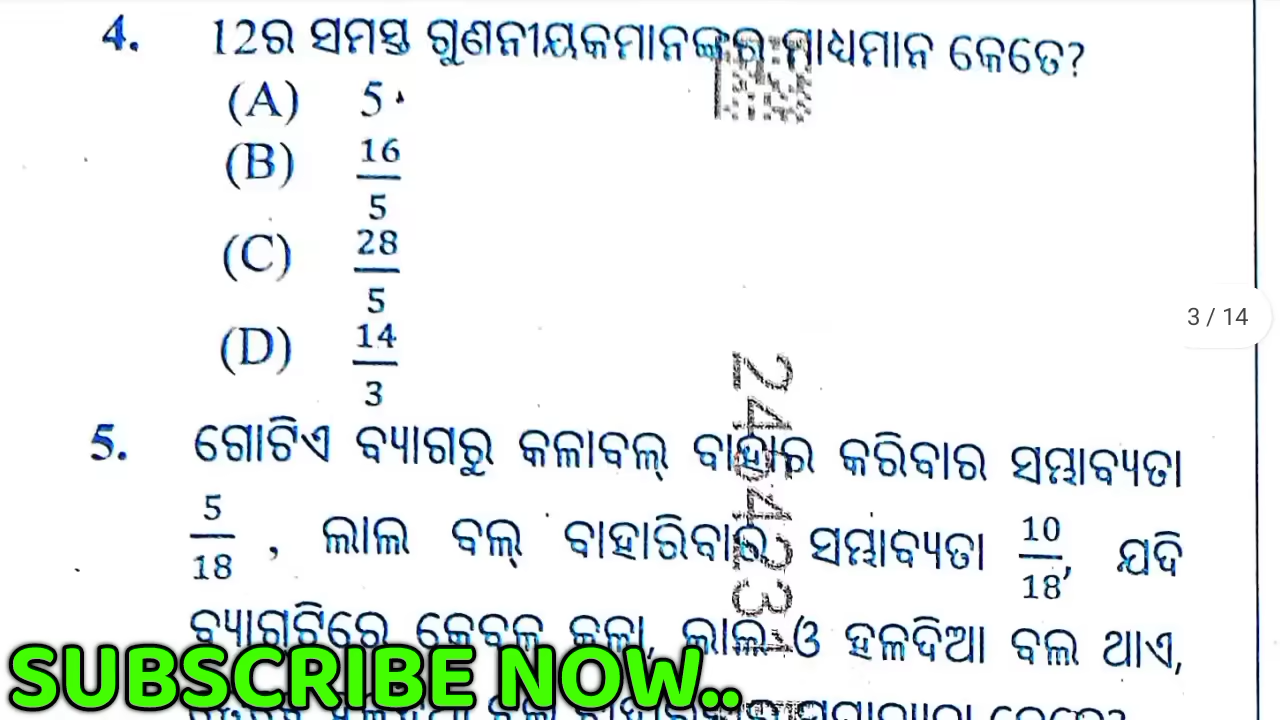 4. 12ର ସମସ୍ତ ଗୁଣନୀୟକମାନଙ୍କର ମାଧ୍ୟମାନ କେତେ?
(A) 5
(B) 16/5
(C) 28/5
(D) 14/3
3 / 14
5. ଗୋଟିଏ ବ୍ୟାଗରୁ କଳାବଲ୍ ବାହାର କରିବାର ସମ୍ଭାବ୍ୟତା
5/18 , ଲାଲ ବଲ୍ ବାହାରିବାର ସମ୍ଭାବ୍ୟତା 10/18, ଯଦି
ବ୍ୟାଗଟିରେ କେବଳ କଳା, ଲାଲ ଓ ହଳଦିଆ ବଲ ଥାଏ,
SUBSCRIBE NOW..
କେତେ?